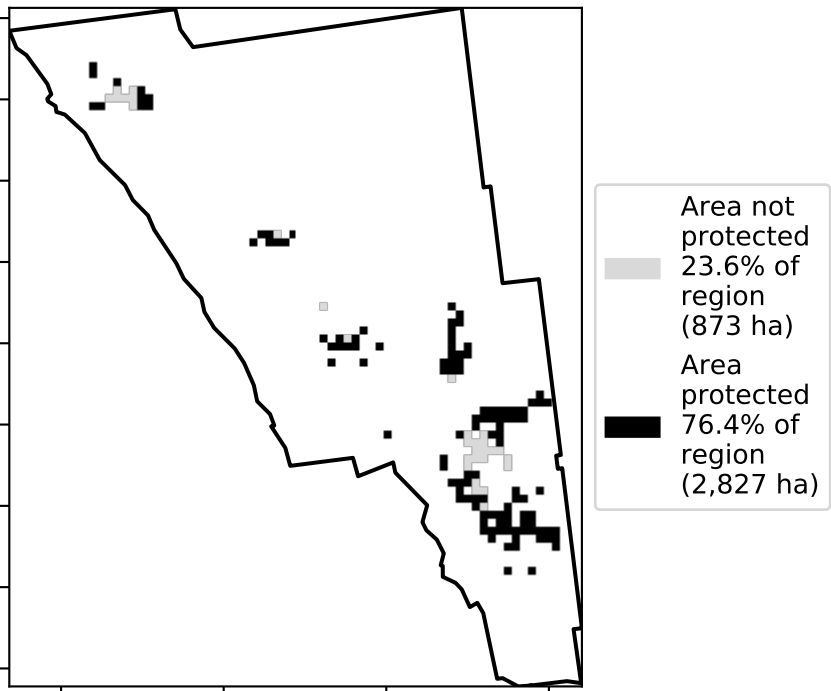 Area not
protected
23.6% of
region
(873 ha)
Area
protected
76.4% of
region
(2,827 ha)